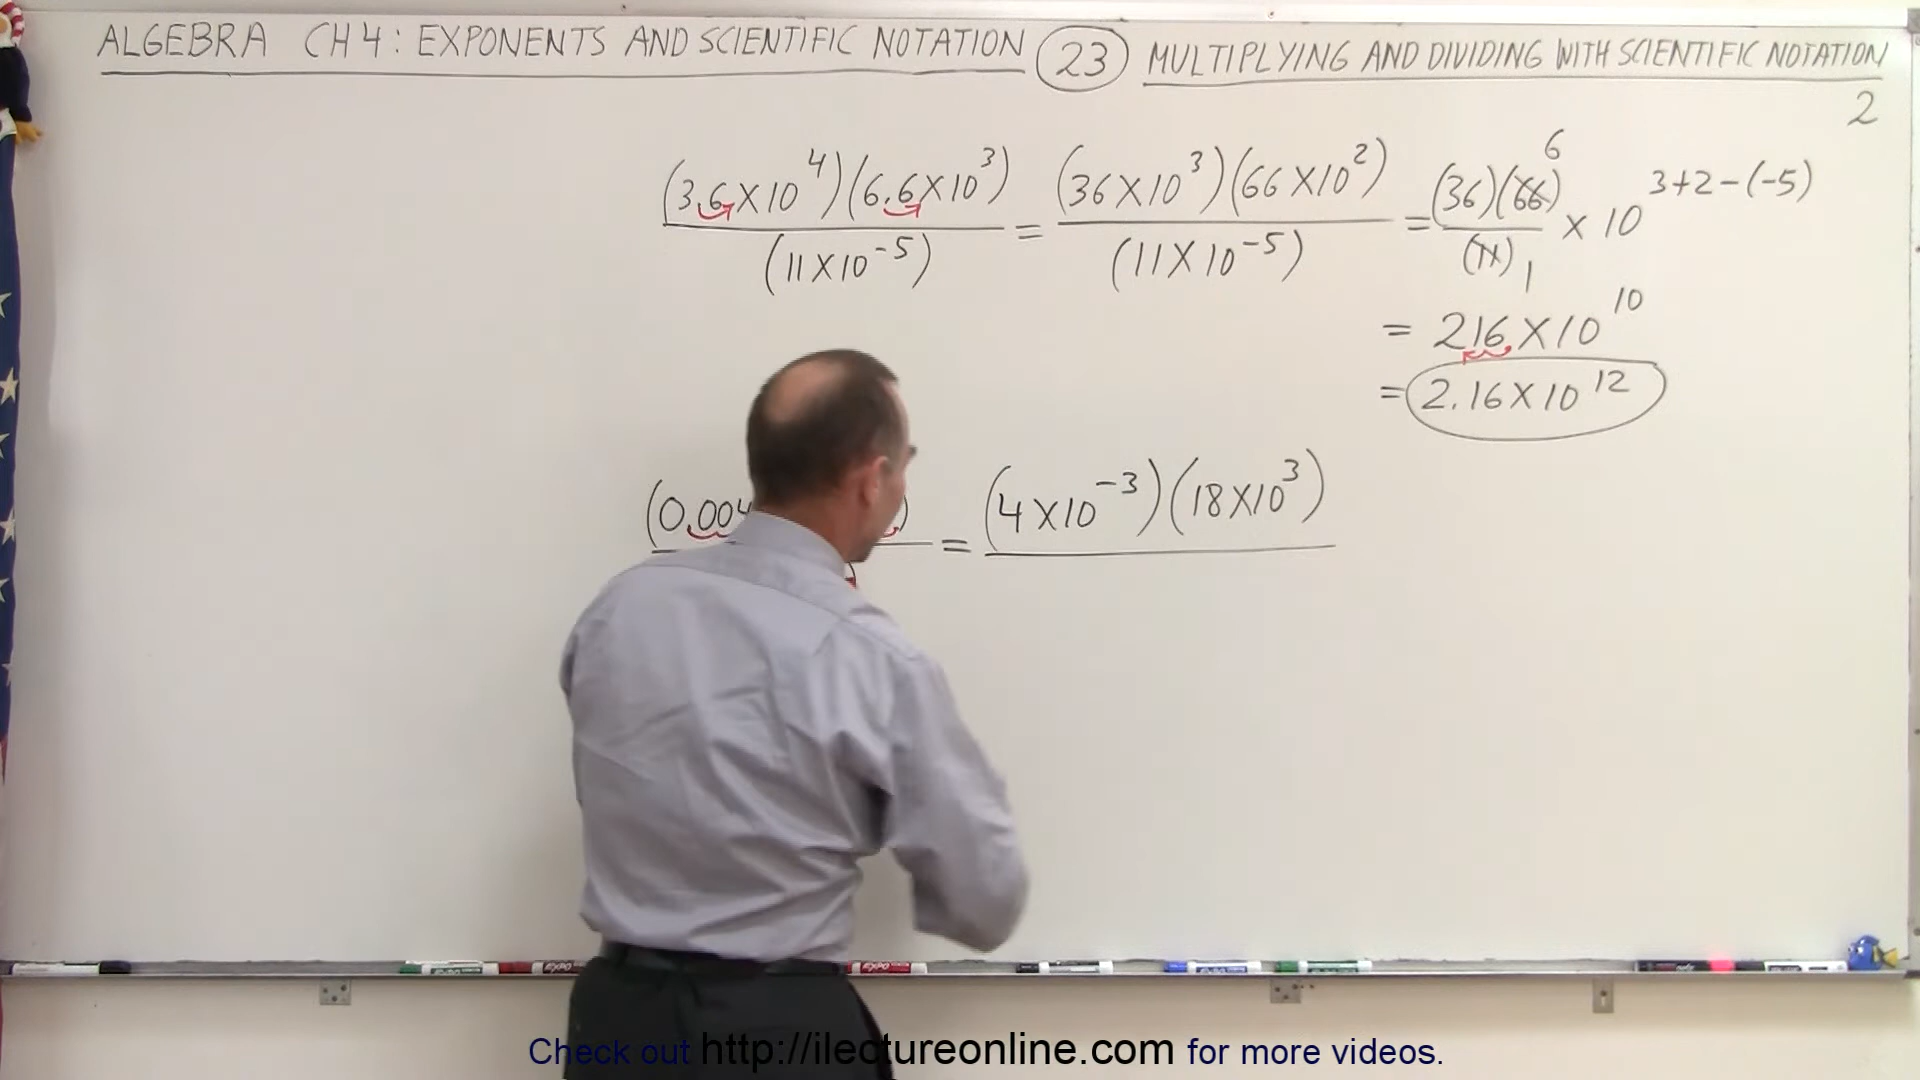 ALGEBRA CH 4: EXPONENTS AND SCIENTIFIC NOTATION (23) MULTIPLYING AND DIVIDING WITH SCIENTIFIC NOTATION
2
(3.6 × 10^4)(6.6 × 10^3) / (11 × 10^-5) = (36 × 10^3)(66 × 10^2) / (11 × 10^-5) = (36)(66) 6 / (11) 1 × 10^3+2-(-5)
= 216. × 10^10
= 2.16 × 10^12
(0.004 ) = (4 × 10^-3)(18 × 10^3)
Check out http://ilectureonline.com for more videos.